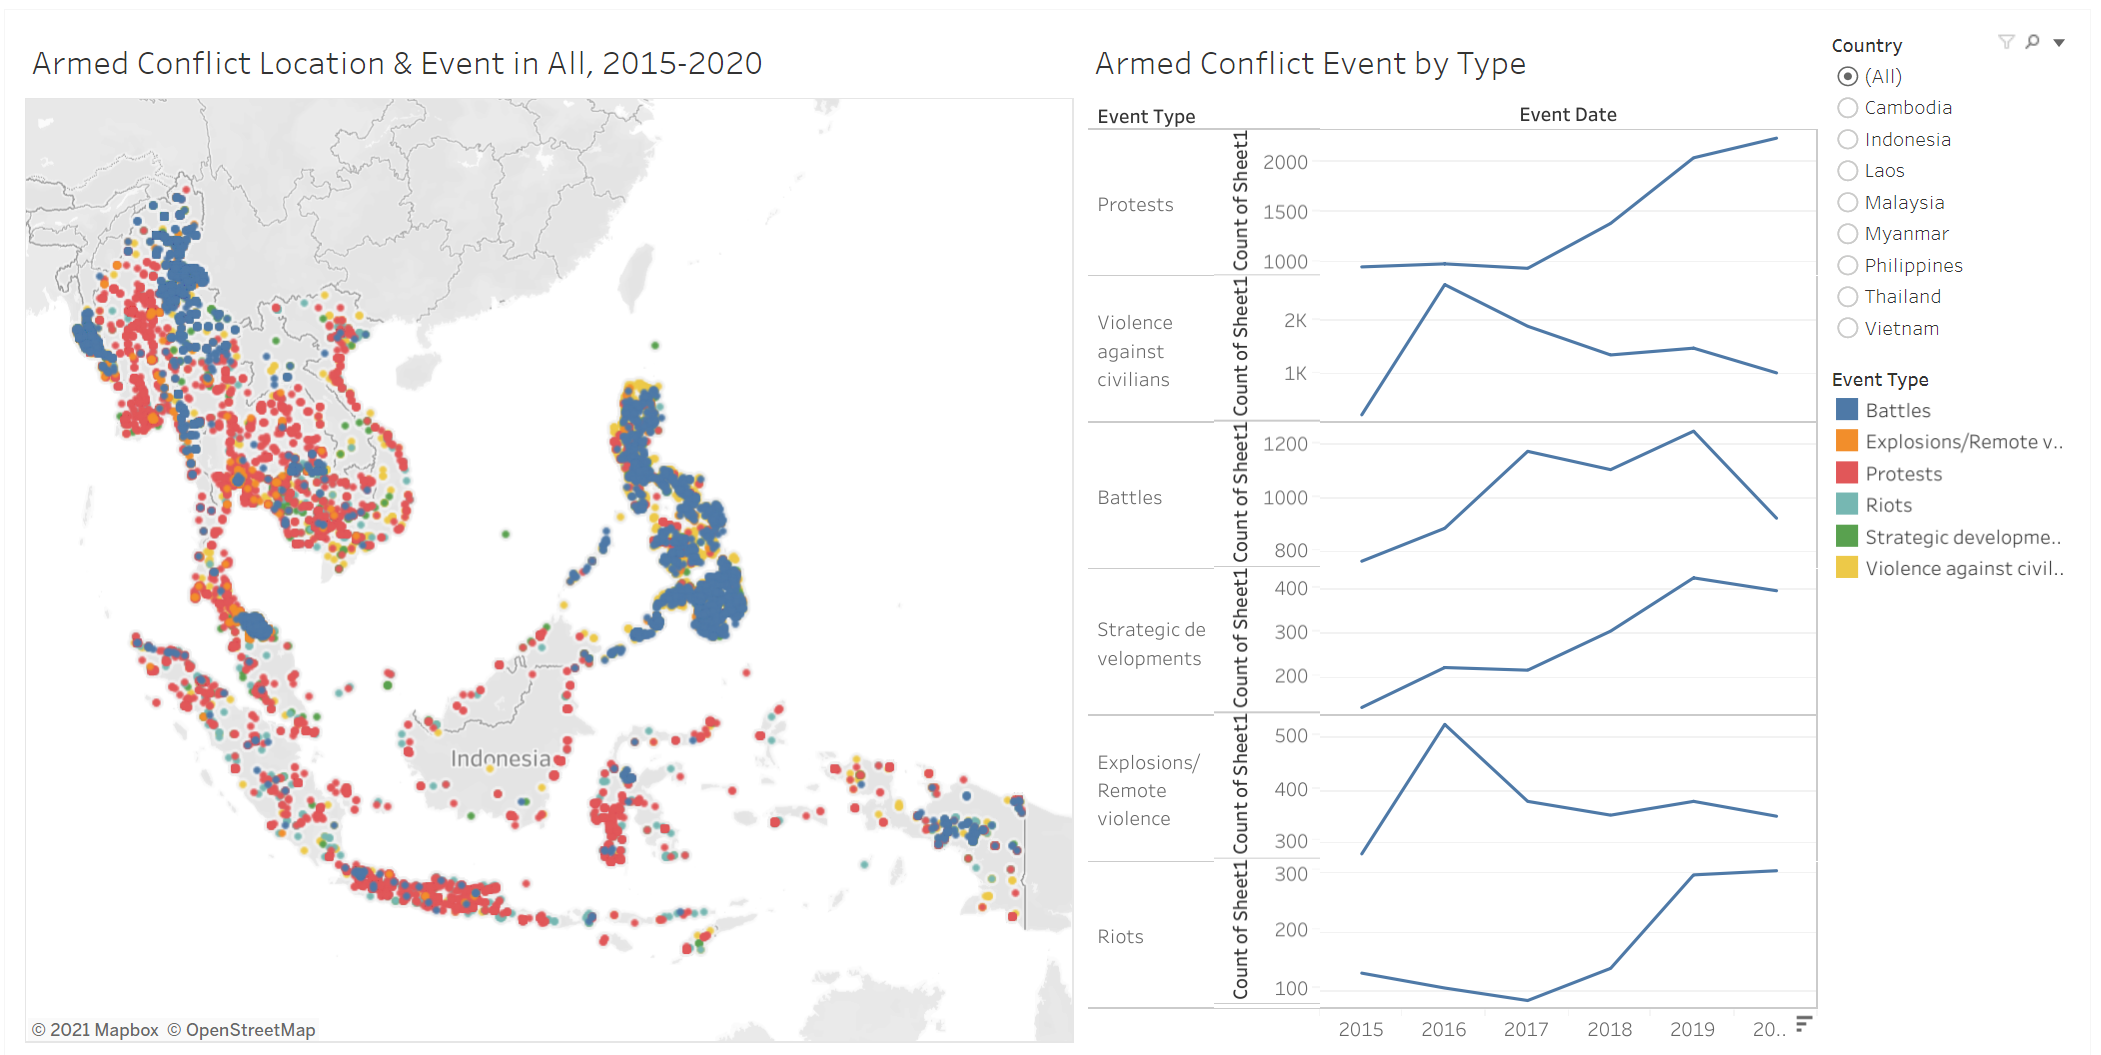 Armed Conflict Location & Event in All, 2015-2020
Indonesia
© 2021 Mapbox © OpenStreetMap
Armed Conflict Event by Type
Event Type
Event Date
Protests
Count of Sheet1
2000
1500
1000
Violence
against
civilians
Count of Sheet1
2K
1K
Battles
Count of Sheet1
1200
1000
800
Strategic de
velopments
Count of Sheet1
400
300
200
Explosions/
Remote
violence
Count of Sheet1
500
400
300
Riots
Count of Sheet1
300
200
100
2015 2016 2017 2018 2019 20..
Country
(All)
Cambodia
Indonesia
Laos
Malaysia
Myanmar
Philippines
Thailand
Vietnam
Event Type
Battles
Explosions/Remote v..
Protests
Riots
Strategic developme..
Violence against civil..